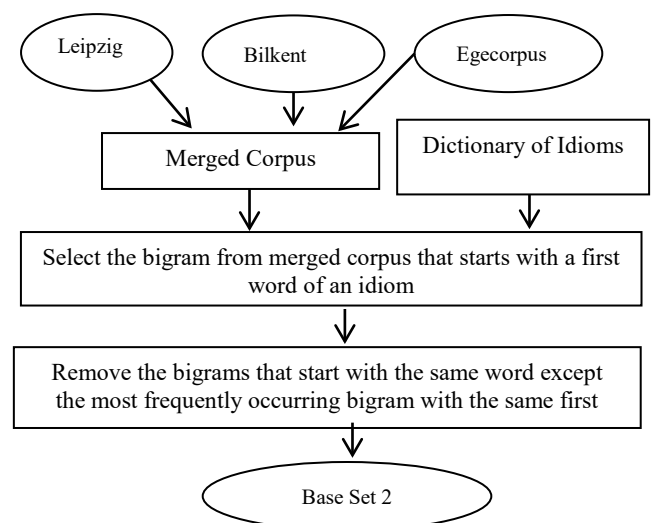 Leipzig
Bilkent
Egecorpus
Merged Corpus
Dictionary of Idioms
Select the bigram from merged corpus that starts with a first
word of an idiom
Remove the bigrams that start with the same word except
the most frequently occurring bigram with the same first
Base Set 2